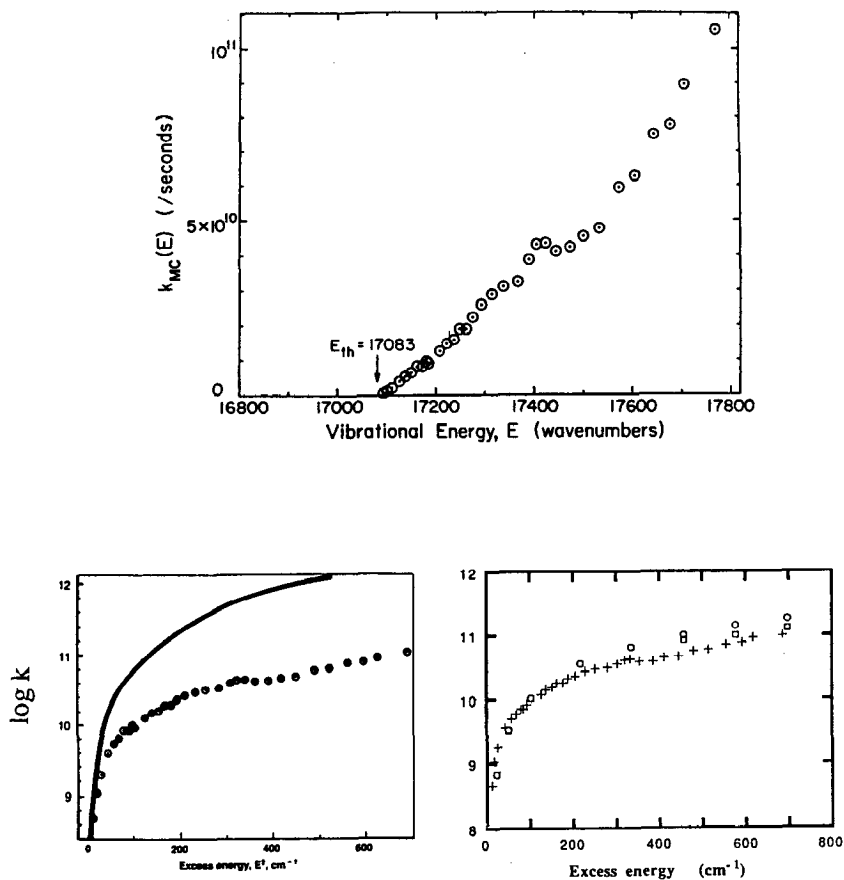 10¹¹
5×10¹⁰
0
k_MC(E) (/seconds)
E_th = 17083
16800 17000 17200 17400 17600 17800
Vibrational Energy, E (wavenumbers)
12
11
10
9
log k
0 200 400 600
Excess energy, E‡, cm⁻¹
12
11
10
9
8
0 200 400 600 800
Excess energy (cm⁻¹)